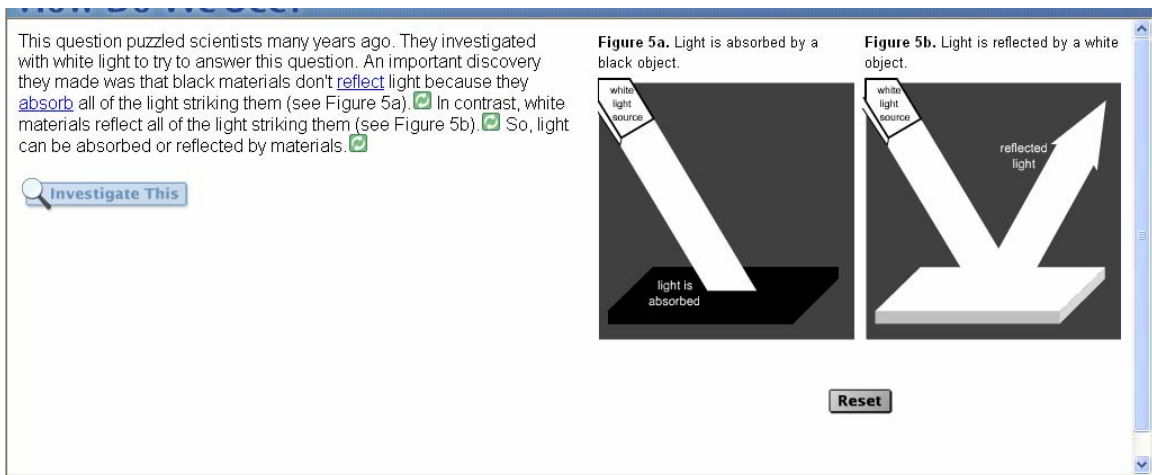 This question puzzled scientists many years ago. They investigated
with white light to try to answer this question. An important discovery
they made was that black materials don't reflect light because they
absorb all of the light striking them (see Figure 5a). In contrast, white
materials reflect all of the light striking them (see Figure 5b). So, light
can be absorbed or reflected by materials.
Investigate This
Figure 5a. Light is absorbed by a
black object.
white
light
source
light is
absorbed
Figure 5b. Light is reflected by a white
object.
white
light
source
reflected
light
Reset